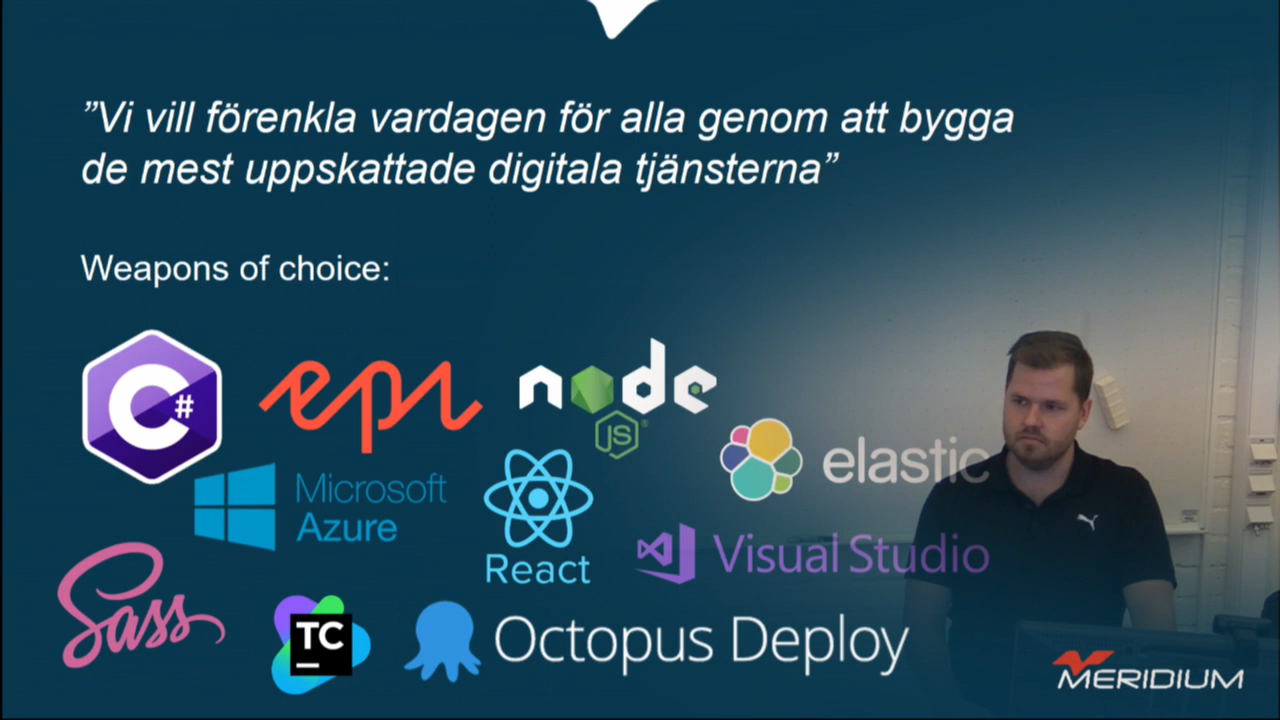 ”Vi vill förenkla vardagen för alla genom att bygga
de mest uppskattade digitala tjänsterna”
Weapons of choice:
C#
epi
node
JS
elastic
Microsoft
Azure
React
Visual Studio
Sass
TC
Octopus Deploy
MERIDIUM